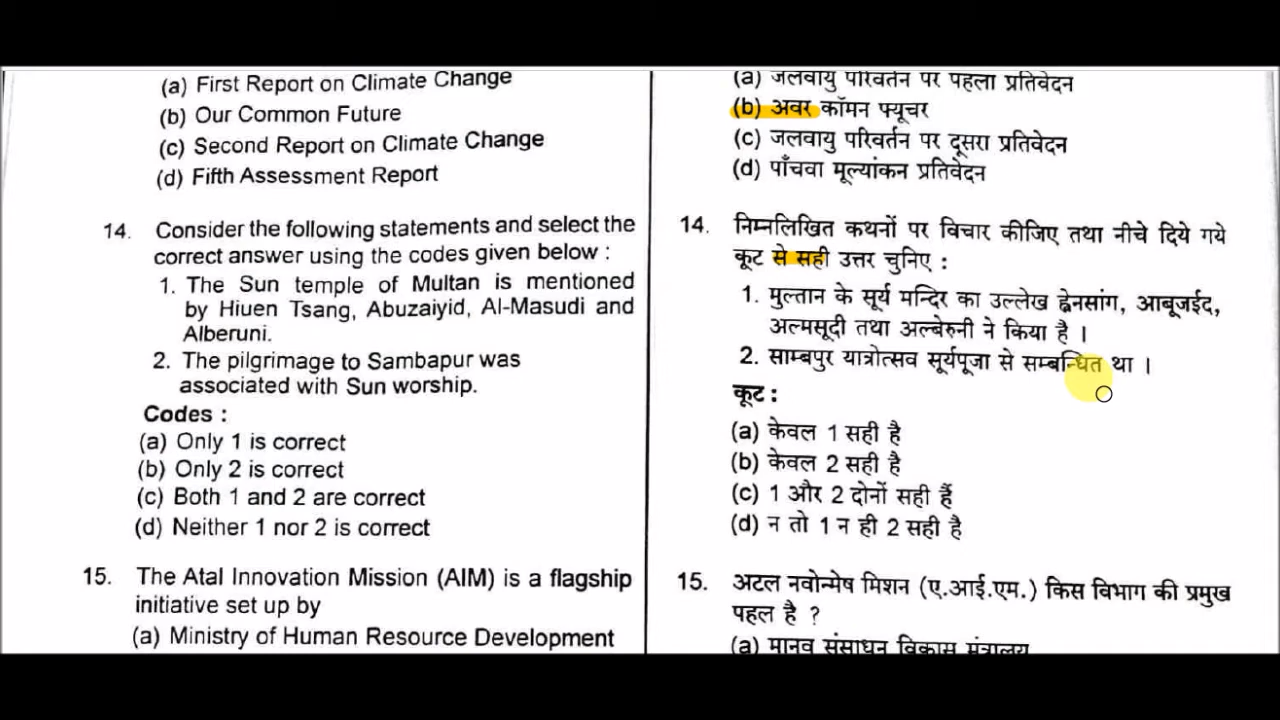 (a) First Report on Climate Change
(b) Our Common Future
(c) Second Report on Climate Change
(d) Fifth Assessment Report
14. Consider the following statements and select the
correct answer using the codes given below :
1. The Sun temple of Multan is mentioned
by Hiuen Tsang, Abuzaiyid, Al-Masudi and
Alberuni.
2. The pilgrimage to Sambapur was
associated with Sun worship.
Codes :
(a) Only 1 is correct
(b) Only 2 is correct
(c) Both 1 and 2 are correct
(d) Neither 1 nor 2 is correct
15. The Atal Innovation Mission (AIM) is a flagship
initiative set up by
(a) Ministry of Human Resource Development
(a) जलवायु परिवर्तन पर पहला प्रतिवेदन
(b) अवर कॉमन फ्यूचर
(c) जलवायु परिवर्तन पर दूसरा प्रतिवेदन
(d) पाँचवा मूल्यांकन प्रतिवेदन
14. निम्नलिखित कथनों पर विचार कीजिए तथा नीचे दिये गये
कूट से सही उत्तर चुनिए :
1. मुल्तान के सूर्य मन्दिर का उल्लेख ह्वेनसांग, आबूजईद,
अल्मसूदी तथा अल्बेरुनी ने किया है ।
2. साम्बपुर यात्रोत्सव सूर्यपूजा से सम्बन्धित था ।
कूट :
(a) केवल 1 सही है
(b) केवल 2 सही है
(c) 1 और 2 दोनों सही हैं
(d) न तो 1 न ही 2 सही है
15. अटल नवोन्मेष मिशन (ए.आई.एम.) किस विभाग की प्रमुख
पहल है ?
(a) मानव संसाधन विकास मंत्रालय